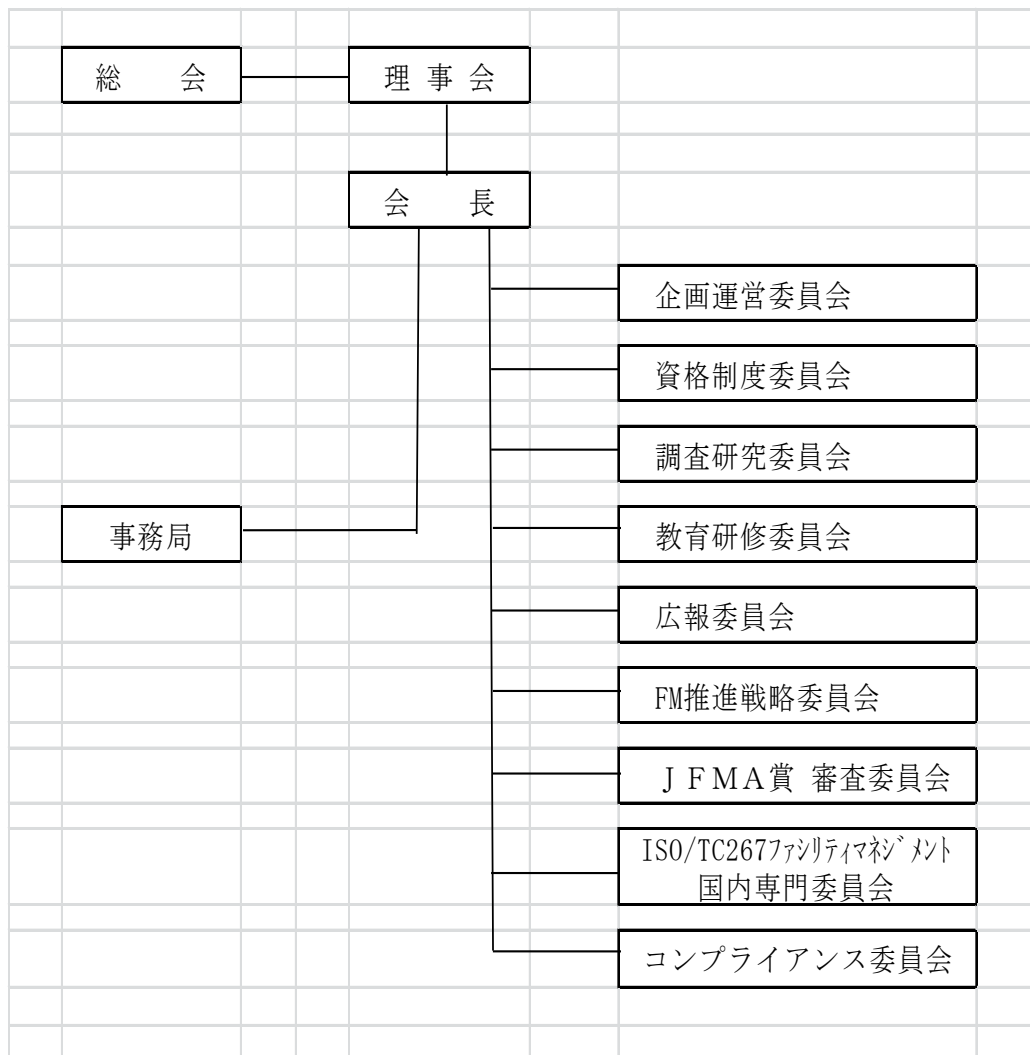 総　　会
理 事 会
会　　長
企画運営委員会
資格制度委員会
調査研究委員会
事務局
教育研修委員会
広報委員会
FM推進戦略委員会
ＪＦＭＡ賞 審査委員会
ISO/TC267ﾌｧｼﾘﾃｨﾏﾈｼﾞﾒﾝﾄ
国内専門委員会
コンプライアンス委員会